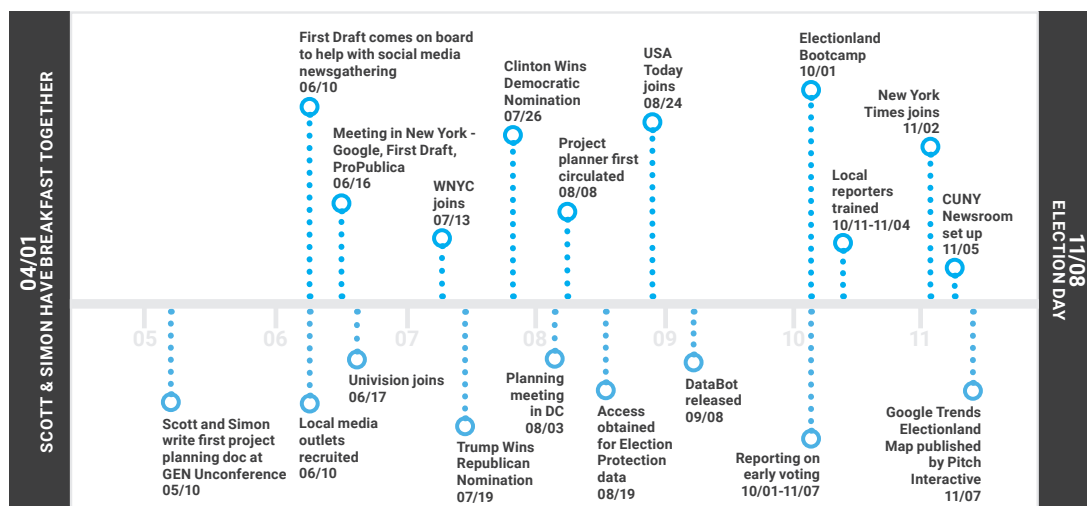 04/01
SCOTT & SIMON HAVE BREAKFAST TOGETHER
First Draft comes on board
to help with social media
newsgathering
06/10
Meeting in New York -
Google, First Draft,
ProPublica
06/16
WNYC
joins
07/13
Clinton Wins
Democratic
Nomination
07/26
Project
planner first
circulated
08/08
USA
Today
joins
08/24
Electionland
Bootcamp
10/01
New York
Times joins
11/02
Local
reporters
trained
10/11-11/04
CUNY
Newsroom
set up
11/05
05
06
07
08
09
10
11
Scott and Simon
write first project
planning doc at
GEN Unconference
05/10
Local media
outlets
recruited
06/10
Univision joins
06/17
Trump Wins
Republican
Nomination
07/19
Planning
meeting
in DC
08/03
Access
obtained
for Election
Protection
data
08/19
DataBot
released
09/08
Reporting on
early voting
10/01-11/07
Google Trends
Electionland
Map published
by Pitch
Interactive
11/07
11/08
ELECTION DAY